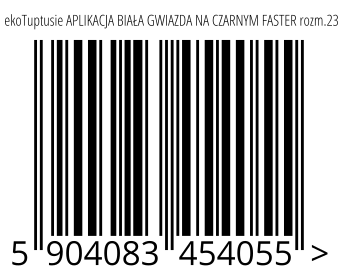 ekoTuptusie APLIKACJA BIAŁA GWIAZDA NA CZARNYM FASTER rozm.23
5 904083 454055 >